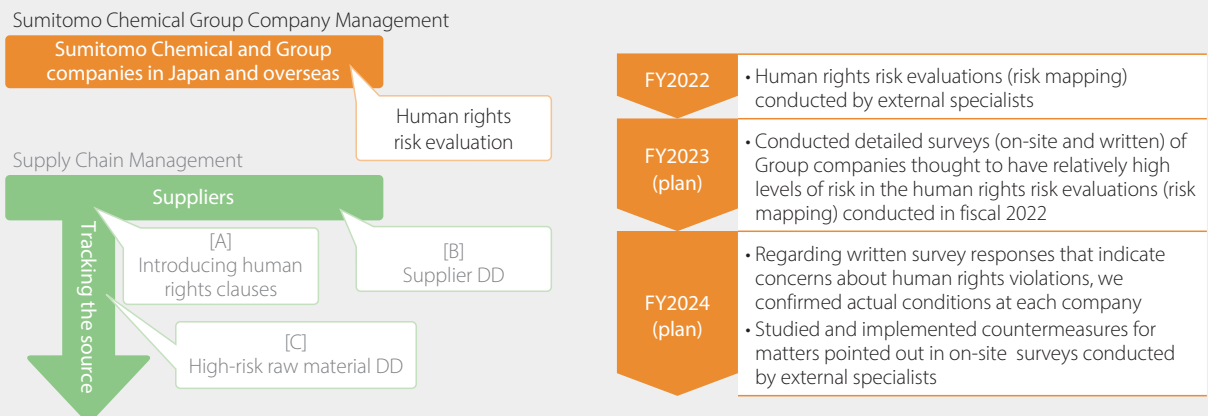 Sumitomo Chemical Group Company Management
Sumitomo Chemical and Group
companies in Japan and overseas
Human rights
risk evaluation
Supply Chain Management
Suppliers
Tracking the source
[A]
Introducing human
rights clauses
[B]
Supplier DD
[C]
High-risk raw material DD
FY2022
• Human rights risk evaluations (risk mapping)
conducted by external specialists
FY2023
(plan)
• Conducted detailed surveys (on-site and written) of
Group companies thought to have relatively high
levels of risk in the human rights risk evaluations (risk
mapping) conducted in fiscal 2022
FY2024
(plan)
• Regarding written survey responses that indicate
concerns about human rights violations, we
confirmed actual conditions at each company
• Studied and implemented countermeasures for
matters pointed out in on-site surveys conducted
by external specialists